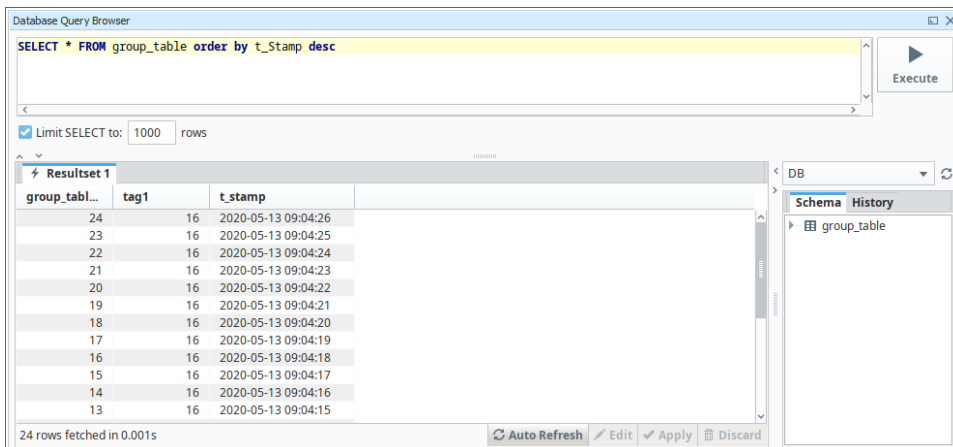 Database Query Browser
SELECT * FROM group_table order by t_Stamp desc
Execute
Limit SELECT to: 1000 rows
Resultset 1
group_tabl... tag1 t_stamp
24 16 2020-05-13 09:04:26
23 16 2020-05-13 09:04:25
22 16 2020-05-13 09:04:24
21 16 2020-05-13 09:04:23
20 16 2020-05-13 09:04:22
19 16 2020-05-13 09:04:21
18 16 2020-05-13 09:04:20
17 16 2020-05-13 09:04:19
16 16 2020-05-13 09:04:18
15 16 2020-05-13 09:04:17
14 16 2020-05-13 09:04:16
13 16 2020-05-13 09:04:15
24 rows fetched in 0.001s
Auto Refresh Edit Apply Discard
DB
Schema History
group_table